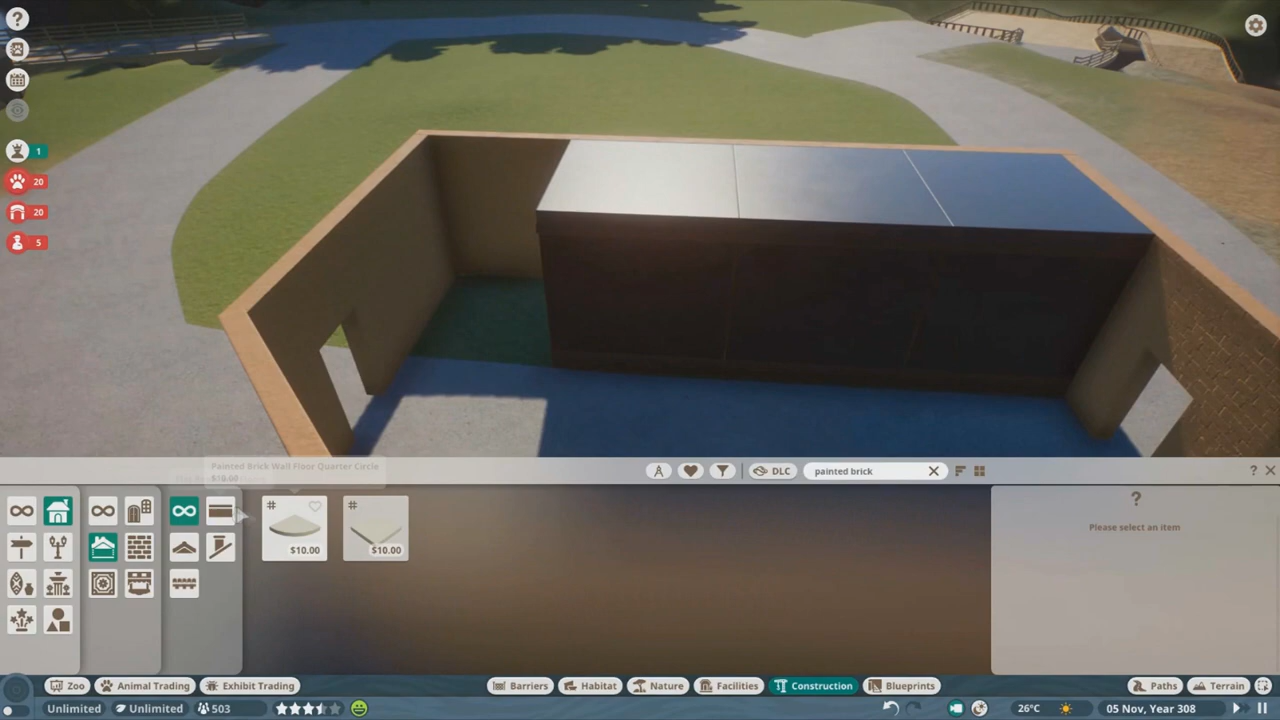 ?
1
20
20
5
Painted Brick Wall Floor Quarter Circle
$10.00
DLC
painted brick
?
$10.00
$10.00
?
Please select an item
Zoo
Animal Trading
Exhibit Trading
Barriers
Habitat
Nature
Facilities
Construction
Blueprints
Paths
Terrain
Unlimited
Unlimited
503
26°C
05 Nov, Year 308